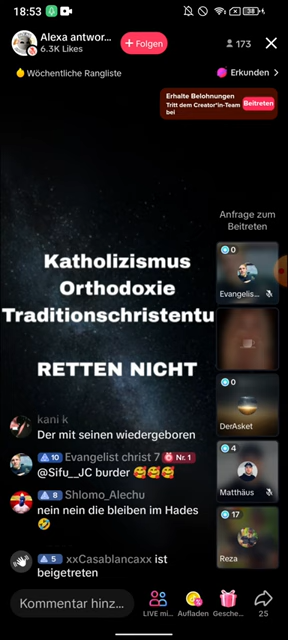 18:53
38
Alexa antwor...
6.3K Likes
+ Folgen
173
Wöchentliche Rangliste
Erkunden >
Erhalte Belohnungen
Tritt dem Creator*in-Team
bei
Beitreten
Anfrage zum
Beitreten
0
Evangelis...
Katholizismus
Orthodoxie
Traditionschristentu
RETTEN NICHT
0
DerAsket
4
Matthäus
17
Reza
kani k
Der mit seinen wiedergeboren
10 Evangelist christ 7 Nr. 1
@Sifu__JC burder 🥰🥰🥰
8 Shlomo_Alechu
nein nein die bleiben im Hades
🤣
5 xxCasablancaxx ist
beigetreten
Kommentar hinz...
LIVE mi...
Aufladen
Gesche...
25